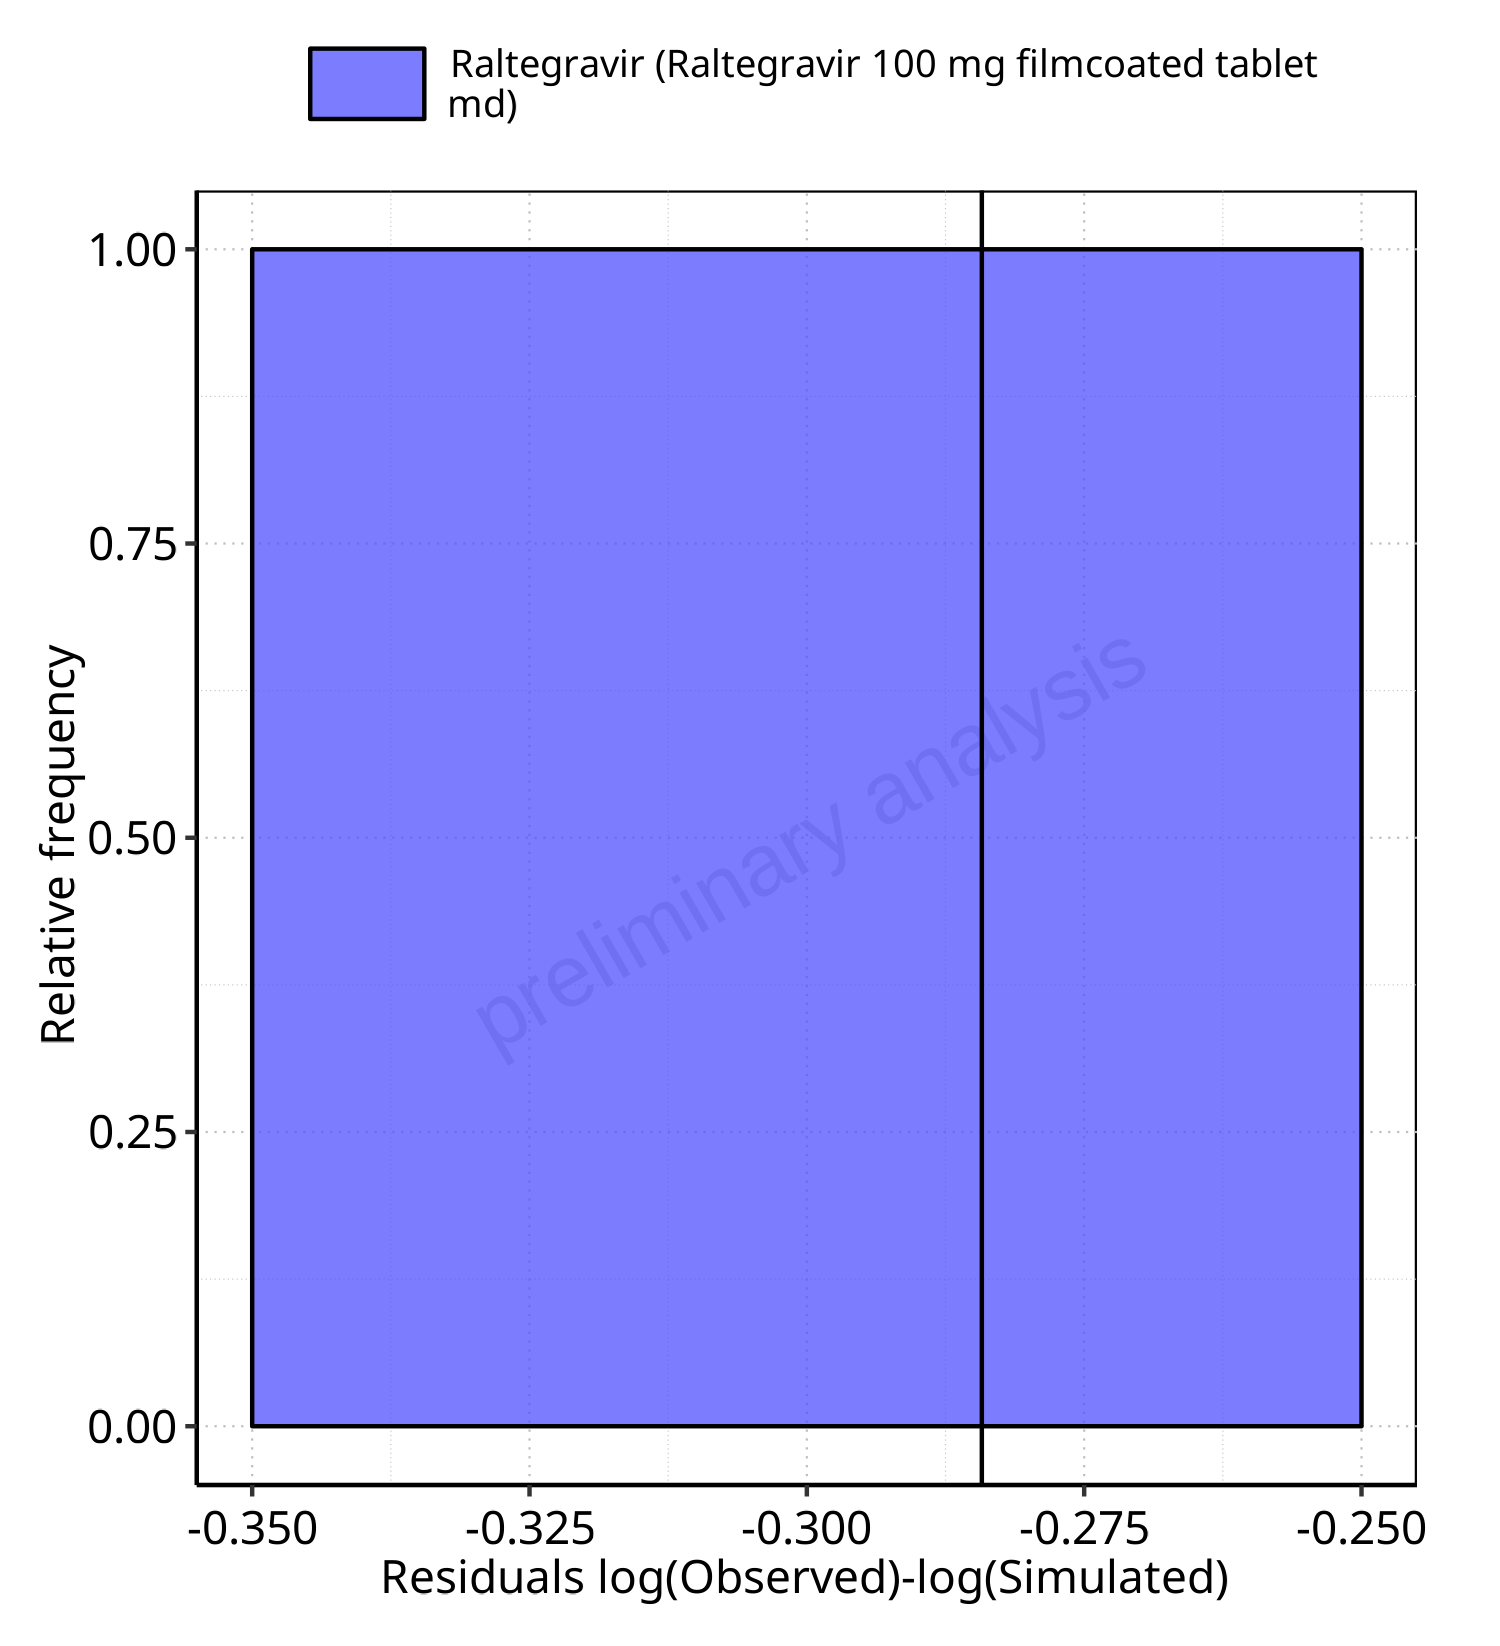 Raltegravir (Raltegravir 100 mg filmcoated tablet
md)
1.00
0.75
0.50
0.25
0.00
Relative frequency
preliminary analysis
-0.350 -0.325 -0.300 -0.275 -0.250
Residuals log(Observed)-log(Simulated)